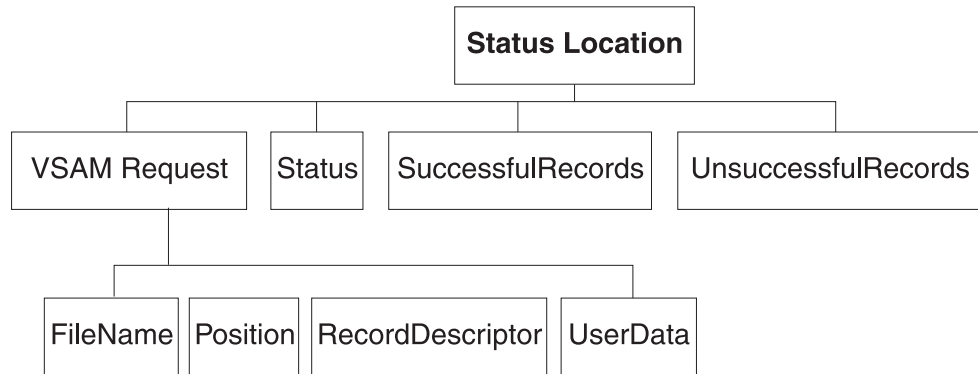 Status Location
VSAM Request
Status
SuccessfulRecords
UnsuccessfulRecords
FileName
Position
RecordDescriptor
UserData